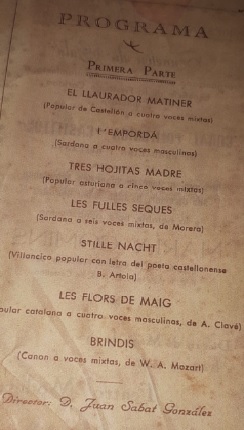 PROGRAMA
PRIMERA PARTE
EL LLAURADOR MATINER
(Popular de Castellón a cuatro voces mixtas)
L'EMPORDÁ
(Sardana a cuatro voces masculinas)
TRES HOJITAS MADRE
(Popular asturiana a cinco voces mixtas)
LES FULLES SEQUES
(Sardana a seis voces mixtas, de Morera)
STILLE NACHT
(Villancico popular con letra del poeta castellonense
B. Artola)
LES FLORS DE MAIG
pular catalana a cuatro voces masculinas, de A. Clavé)
BRINDIS
(Canon a voces mixtas, de W. A. Mozart)
Director: D. Juan Sabat González